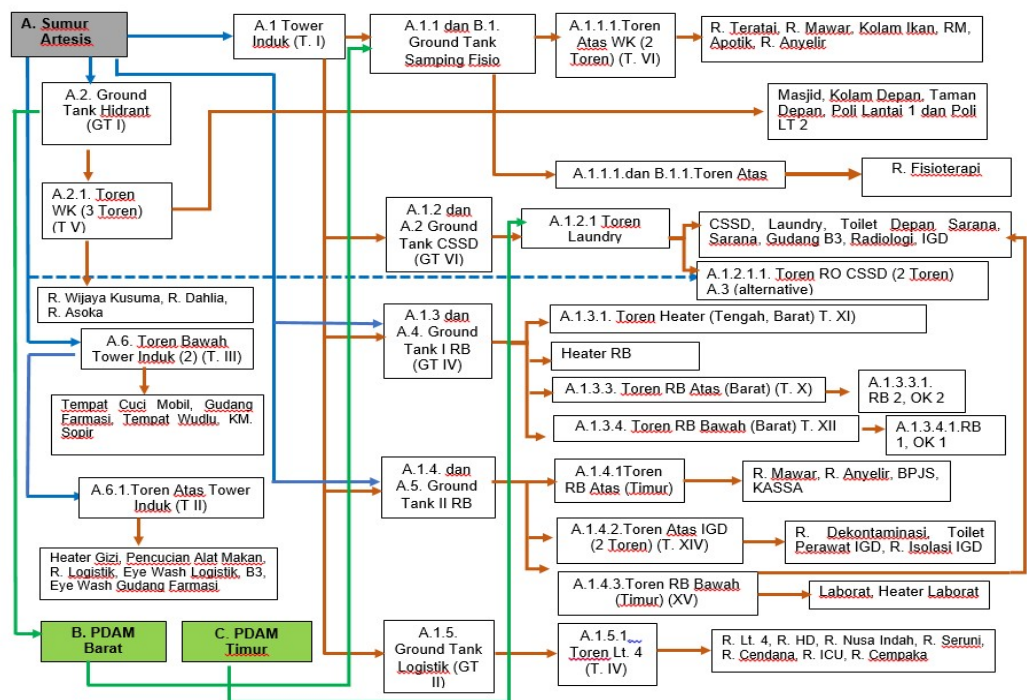 A. Sumur
Artesis
A.1 Tower
Induk (T. I)
A.1.1 dan B.1.
Ground Tank
Samping Fisio
A.1.1.1.Toren
Atas WK (2
Toren) (T. VI)
R. Teratai, R. Mawar, Kolam Ikan, RM,
Apotik, R. Anyelir
A.2. Ground
Tank Hidrant
(GT I)
Masjid, Kolam Depan, Taman
Depan, Poli Lantai 1 dan Poli
LT 2
A.1.1.1.dan B.1.1.Toren Atas
R. Fisioterapi
A.2.1. Toren
WK (3 Toren)
(T V)
A.1.2 dan
A.2 Ground
Tank CSSD
(GT VI)
A.1.2.1 Toren
Laundry
CSSD, Laundry, Toilet Depan Sarana,
Sarana, Gudang B3, Radiologi, IGD
A.1.2.1.1. Toren RO CSSD (2 Toren)
A.3 (alternative)
R. Wijaya Kusuma, R. Dahlia,
R. Asoka
A.1.3 dan
A.4. Ground
Tank I RB
(GT IV)
A.1.3.1. Toren Heater (Tengah, Barat) T. XI)
Heater RB
A.6. Toren Bawah
Tower Induk (2) (T. III)
A.1.3.3. Toren RB Atas (Barat) (T. X)
A.1.3.3.1.
RB 2, OK 2
Tempat Cuci Mobil, Gudang
Farmasi, Tempat Wudlu, KM.
Sopir
A.1.3.4. Toren RB Bawah (Barat) T. XII
A.1.3.4.1.RB
1, OK 1
A.1.4. dan
A.5. Ground
Tank II RB
A.1.4.1Toren
RB Atas (Timur)
R. Mawar, R. Anyelir, BPJS,
KASSA
A.6.1.Toren Atas Tower
Induk (T II)
A.1.4.2.Toren Atas IGD
(2 Toren) (T. XIV)
R. Dekontaminasi, Toilet
Perawat IGD, R. Isolasi IGD
Heater Gizi, Pencucian Alat Makan,
R. Logistik, Eye Wash Logistik, B3,
Eye Wash Gudang Farmasi
A.1.4.3.Toren RB Bawah
(Timur) (XV)
Laborat, Heater Laborat
B. PDAM
Barat
C. PDAM
Timur
A.1.5.
Ground Tank
Logistik (GT
II)
A.1.5.1
Toren Lt. 4
(T. IV)
R. Lt. 4, R. HD, R. Nusa Indah, R. Seruni,
R. Cendana, R. ICU, R. Cempaka